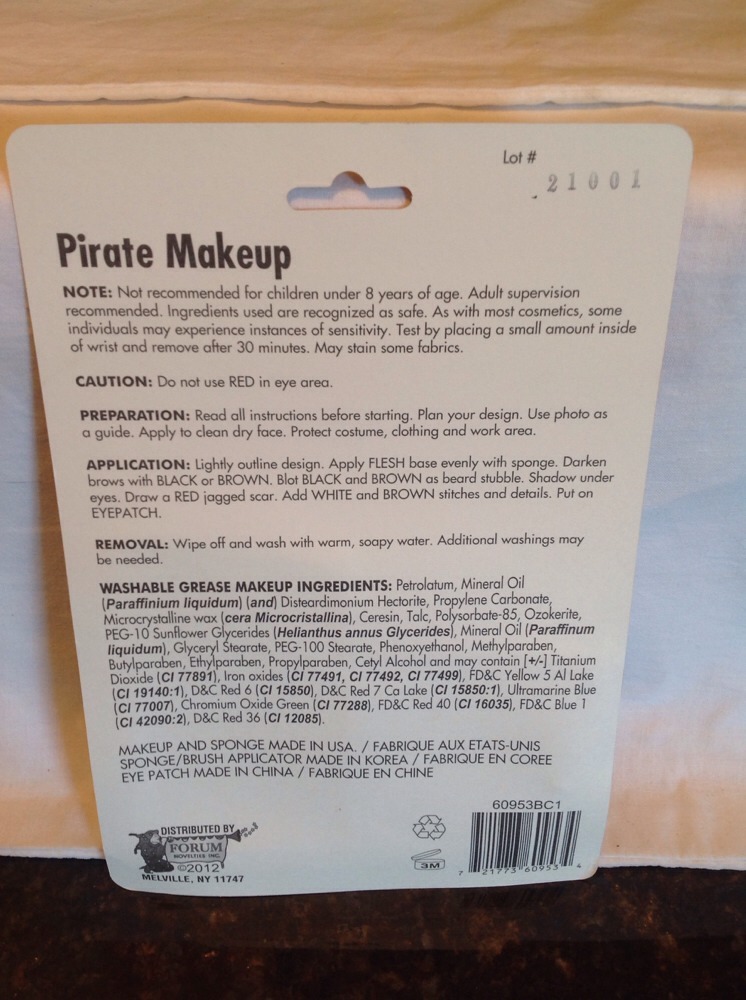 Lot #
21001
Pirate Makeup
NOTE: Not recommended for children under 8 years of age. Adult supervision
recommended. Ingredients used are recognized as safe. As with most cosmetics, some
individuals may experience instances of sensitivity. Test by placing a small amount inside
of wrist and remove after 30 minutes. May stain some fabrics.
CAUTION: Do not use RED in eye area.
PREPARATION: Read all instructions before starting. Plan your design. Use photo as
a guide. Apply to clean dry face. Protect costume, clothing and work area.
APPLICATION: Lightly outline design. Apply FLESH base evenly with sponge. Darken
brows with BLACK or BROWN. Blot BLACK and BROWN as beard stubble. Shadow under
eyes. Draw a RED jagged scar. Add WHITE and BROWN stitches and details. Put on
EYEPATCH.
REMOVAL: Wipe off and wash with warm, soapy water. Additional washings may
be needed.
WASHABLE GREASE MAKEUP INGREDIENTS: Petrolatum, Mineral Oil
(Paraffinium liquidum) (and) Disteardimonium Hectorite, Propylene Carbonate,
Microcrystalline wax (cera Microcristallina), Ceresin, Talc, Polysorbate-85, Ozokerite,
PEG-10 Sunflower Glycerides (Helianthus annus Glycerides), Mineral Oil (Paraffinum
liquidum), Glyceryl Stearate, PEG-100 Stearate, Phenoxyethanol, Methylparaben,
Butylparaben, Ethylparaben, Propylparaben, Cetyl Alcohol and may contain [+/-] Titanium
Dioxide (CI 77891), Iron oxides (CI 77491, CI 77492, CI 77499), FD&C Yellow 5 Al Lake
(CI 19140:1), D&C Red 6 (CI 15850), D&C Red 7 Ca Lake (CI 15850:1), Ultramarine Blue
(CI 77007), Chromium Oxide Green (CI 77288), FD&C Red 40 (CI 16035), FD&C Blue 1
(CI 42090:2), D&C Red 36 (CI 12085).
MAKEUP AND SPONGE MADE IN USA. / FABRIQUE AUX ETATS-UNIS
SPONGE/BRUSH APPLICATOR MADE IN KOREA / FABRIQUE EN COREE
EYE PATCH MADE IN CHINA / FABRIQUE EN CHINE
60953BC1
DISTRIBUTED BY
FORUM
NOVELTIES INC.
©2012
MELVILLE, NY 11747
3M
7 21773 60953 4